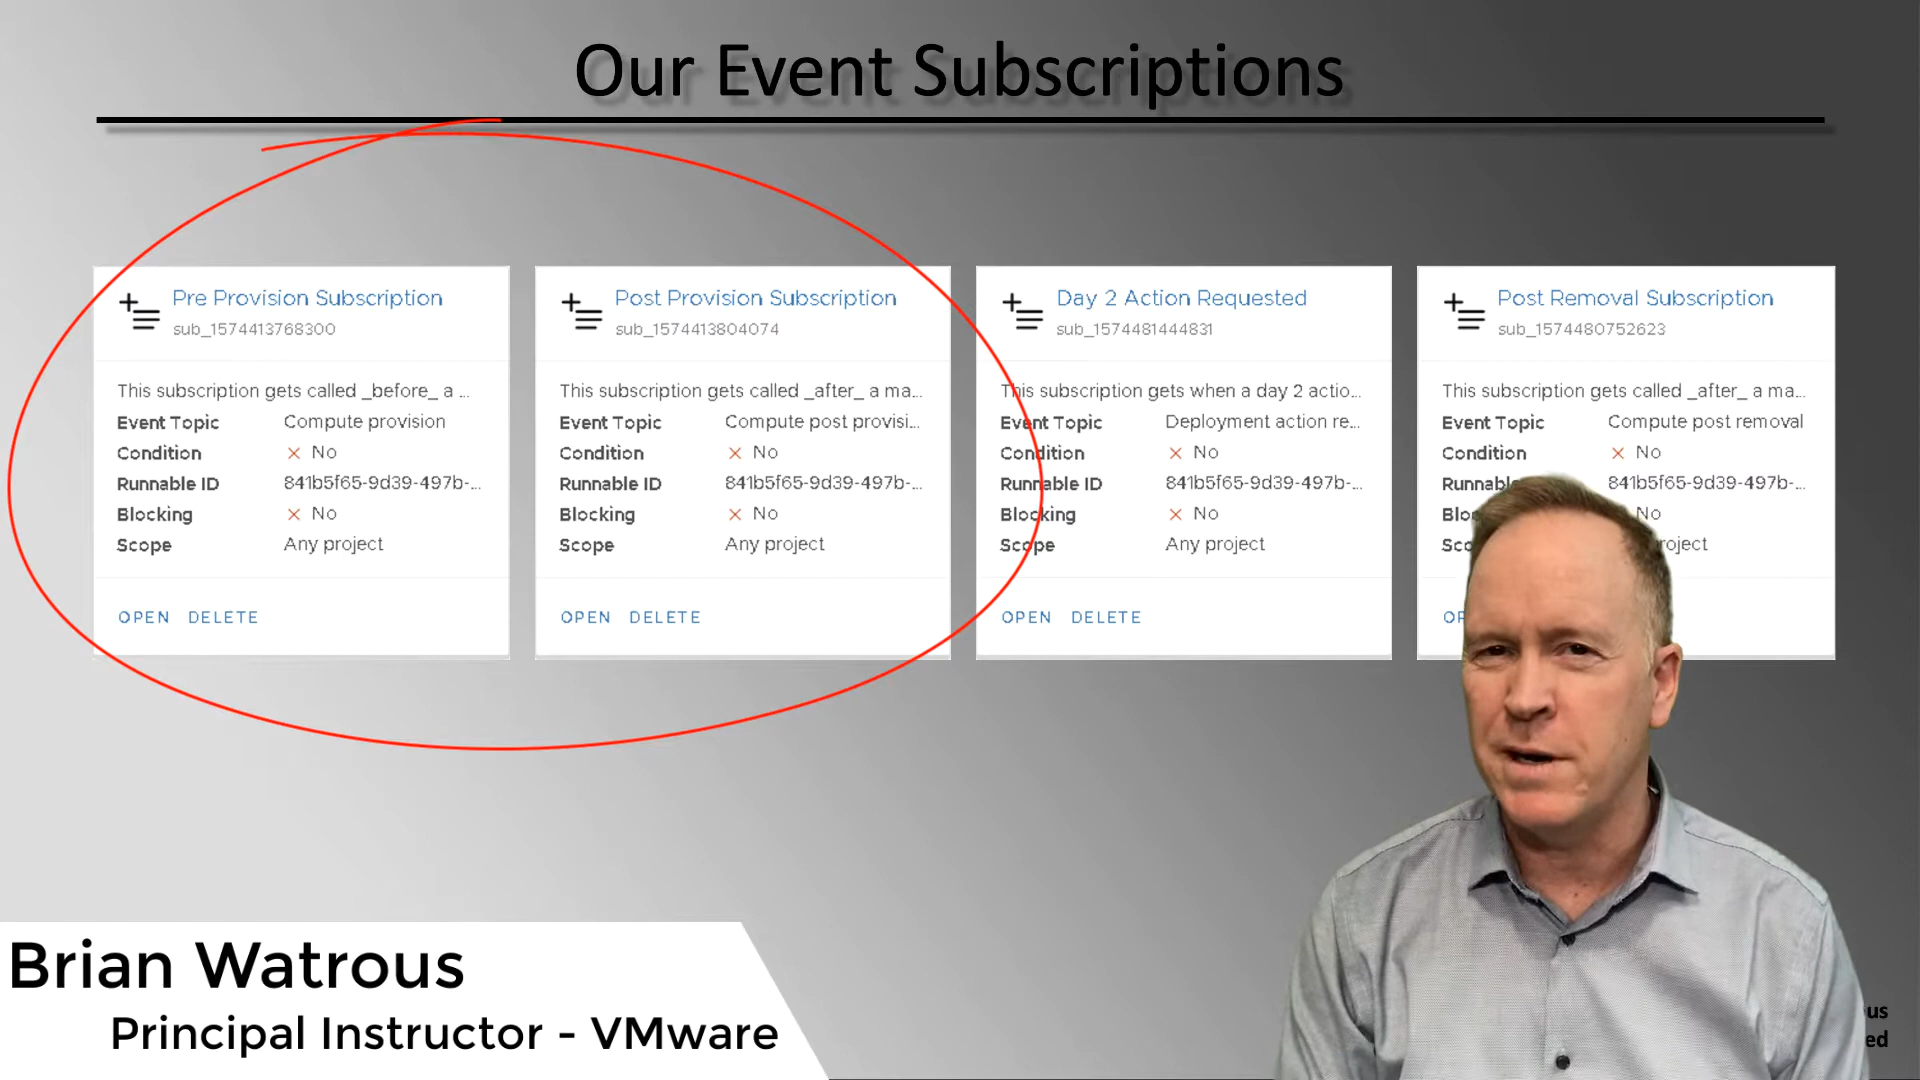 Our Event Subscriptions
Pre Provision Subscription
sub_1574413768300
This subscription gets called _before_ a ...
Event Topic Compute provision
Condition × No
Runnable ID 841b5f65-9d39-497b-...
Blocking × No
Scope Any project
OPEN DELETE
Post Provision Subscription
sub_1574413804074
This subscription gets called _after_ a ma...
Event Topic Compute post provisi...
Condition × No
Runnable ID 841b5f65-9d39-497b-...
Blocking × No
Scope Any project
OPEN DELETE
Day 2 Action Requested
sub_1574481444831
This subscription gets when a day 2 actio...
Event Topic Deployment action re...
Condition × No
Runnable ID 841b5f65-9d39-497b-...
Blocking × No
Scope Any project
OPEN DELETE
Post Removal Subscription
sub_1574480752623
This subscription gets called _after_ a ma...
Event Topic Compute post removal
Condition × No
841b5f65-9d39-497b-...
No
Brian Watrous
Principal Instructor - VMware